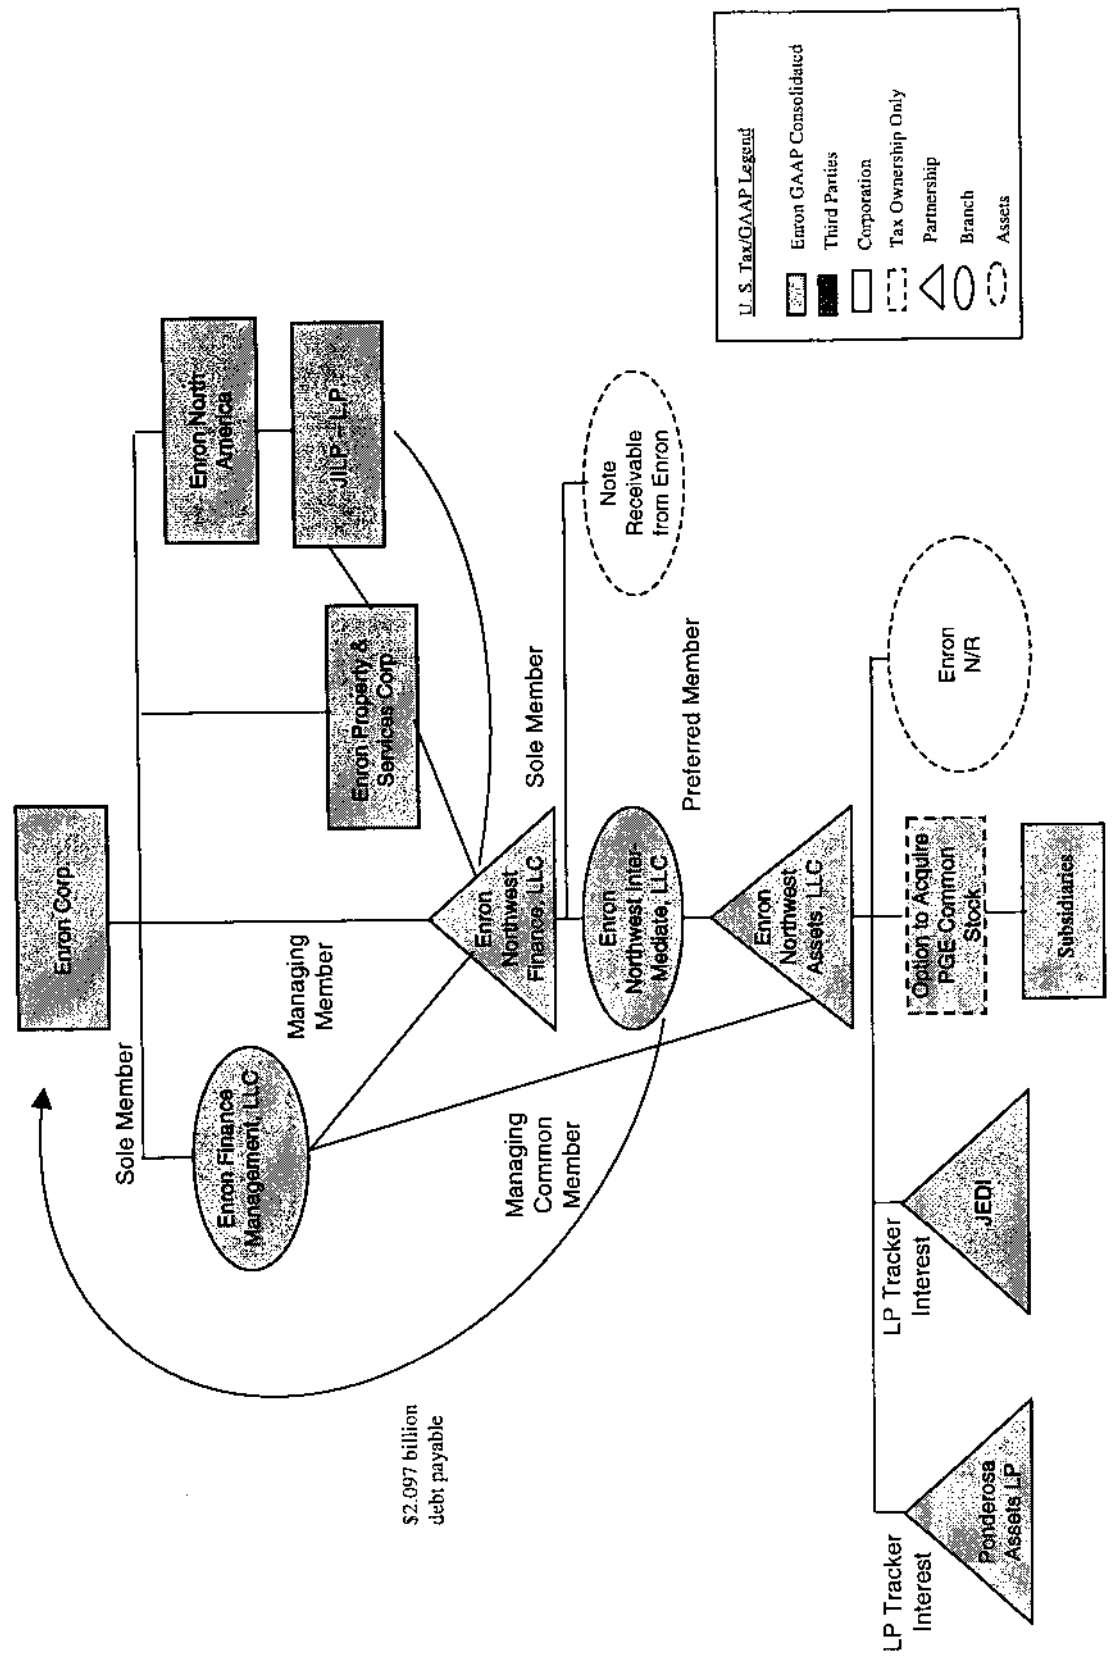 Enron Corp.
Sole Member
Enron Finance
Management, LLC
Managing
Member
Enron North
America
JILP – L.P.
Enron Property &
Services Corp.
$2.097 billion
debt payable
Enron
Northwest
Finance, LLC
Sole Member
Managing
Common
Member
Enron
Northwest Inter-
Mediate, LLC
Note
Receivable
from Enron
Preferred Member
Enron
Northwest
Assets, LLC
LP Tracker
Interest
Ponderosa
Assets LP
LP Tracker
Interest
JEDI
Option to Acquire
PGE Common
Stock
Enron
N/R
Subsidiaries
U. S. Tax/GAAP Legend
Enron GAAP Consolidated
Third Parties
Corporation
Tax Ownership Only
Partnership
Branch
Assets